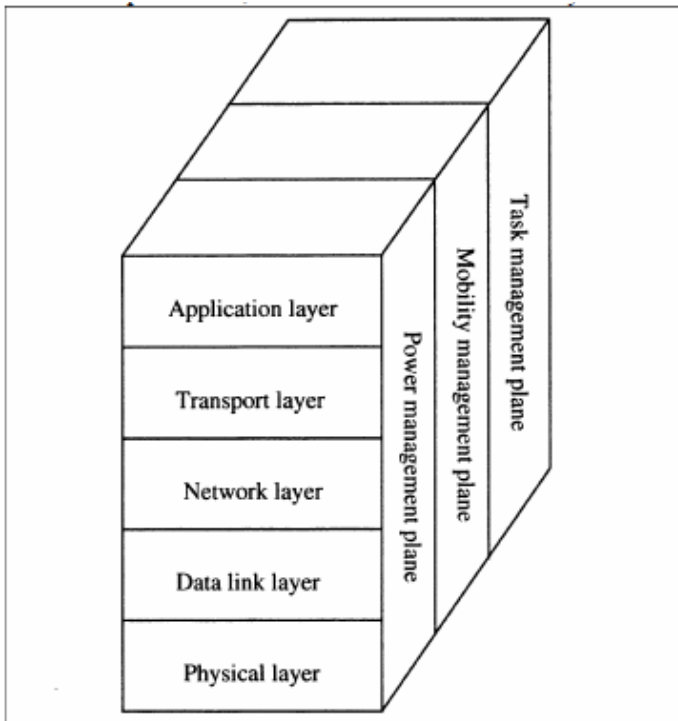 Application layer
Transport layer
Network layer
Data link layer
Physical layer
Power management plane
Mobility management plane
Task management plane